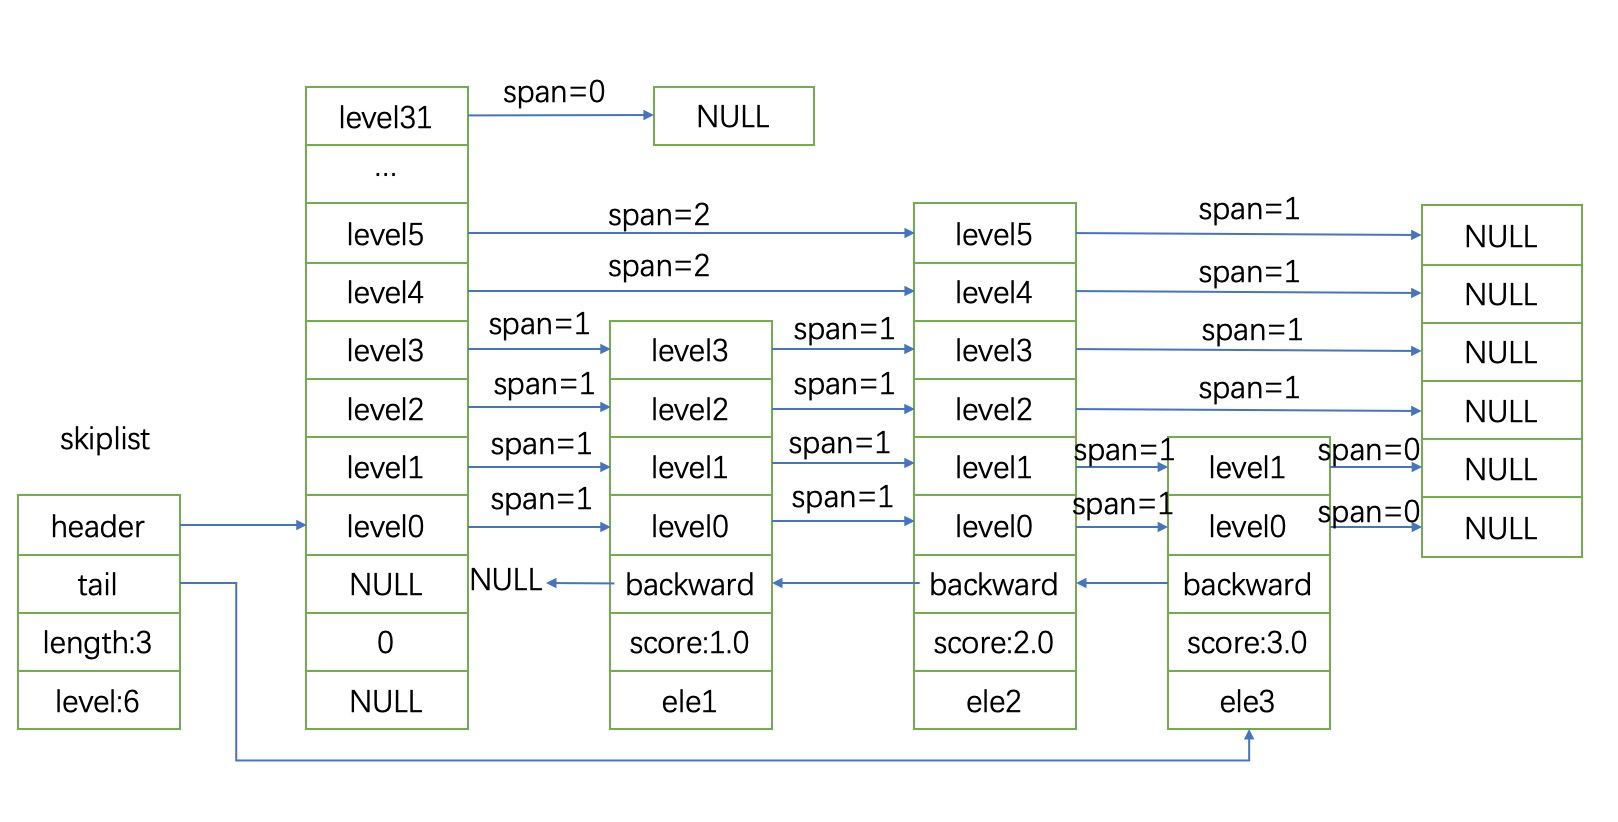 span=0
level31
NULL
...
span=2
span=1
level5
level5
NULL
span=2
span=1
level4
level4
NULL
span=1
span=1
span=1
level3
level3
level3
NULL
span=1
span=1
span=1
level2
level2
level2
NULL
skiplist
span=1
span=1
span=1
span=0
level1
level1
level1
level1
NULL
span=1
span=1
span=1
span=0
header
level0
level0
level0
level0
NULL
tail
NULL
NULL
backward
backward
backward
length:3
0
score:1.0
score:2.0
score:3.0
level:6
NULL
ele1
ele2
ele3